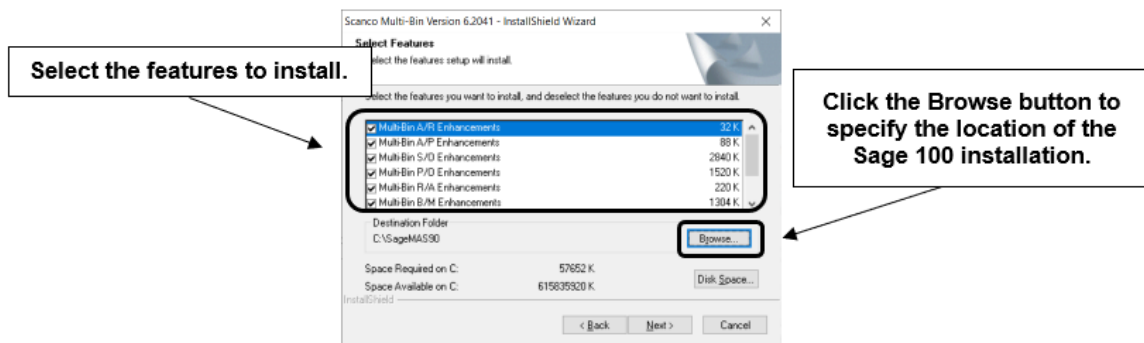 Scanco Multi-Bin Version 6.2041 - InstallShield Wizard
Select Features
Select the features setup will install.
Select the features you want to install, and deselect the features you do not want to install.
Select the features to install.
Multi-Bin A/R Enhancements 32 K
Multi-Bin A/P Enhancements 88 K
Multi-Bin S/O Enhancements 2840 K
Multi-Bin P/O Enhancements 1520 K
Multi-Bin R/A Enhancements 220 K
Multi-Bin B/M Enhancements 1304 K
Click the Browse button to
specify the location of the
Sage 100 installation.
Destination Folder
C:\SageMAS90
Browse...
Space Required on C: 57652 K
Space Available on C: 615835920 K
Disk Space...
InstallShield
< Back Next > Cancel